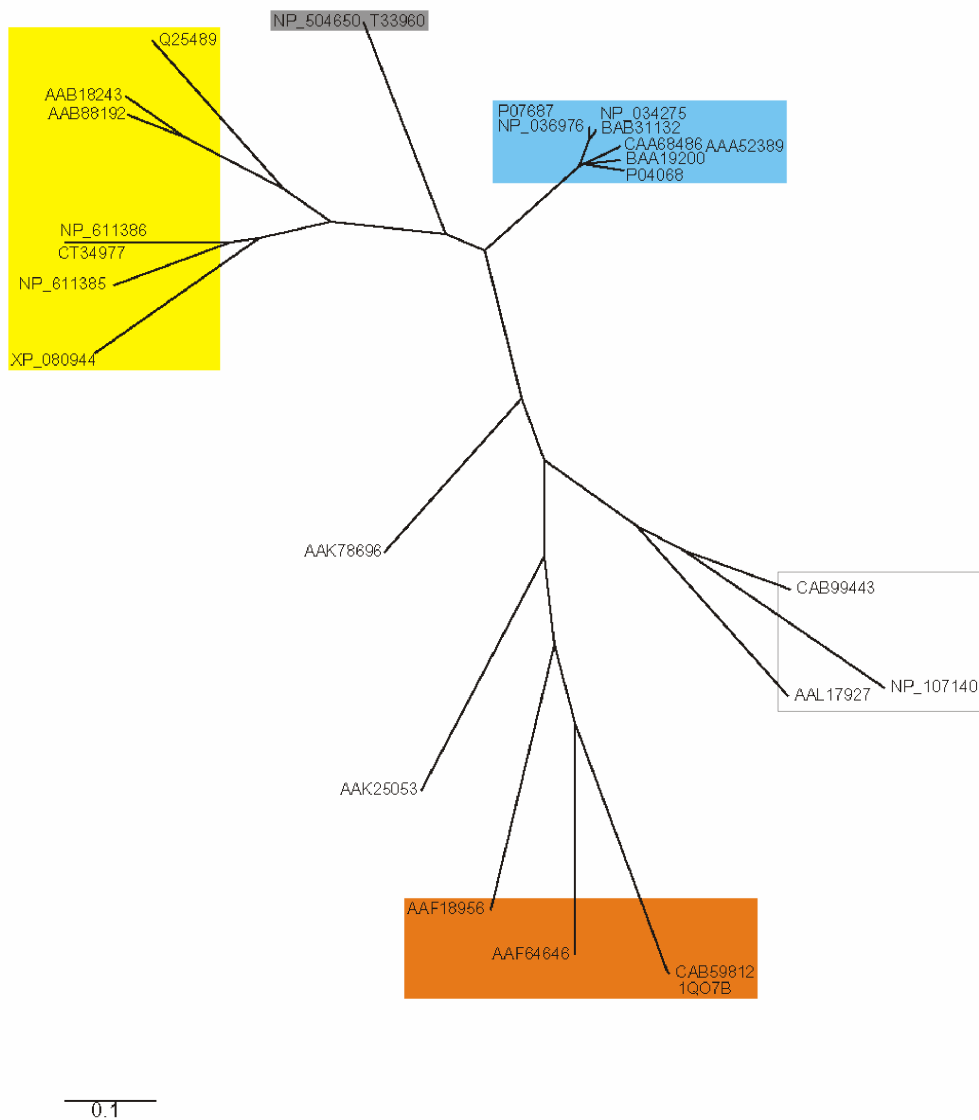 NP_504650 T33960
Q25489
AAB18243
AAB88192
P07687
NP_034275
NP_036976
BAB31132
CAA68486
AAA52389
BAA19200
P04068
NP_611386
CT34977
NP_611385
XP_080944
AAK78696
CAB99443
NP_107140
AAL17927
AAK25053
AAF18956
AAF64646
CAB59812
1QO7B
0.1